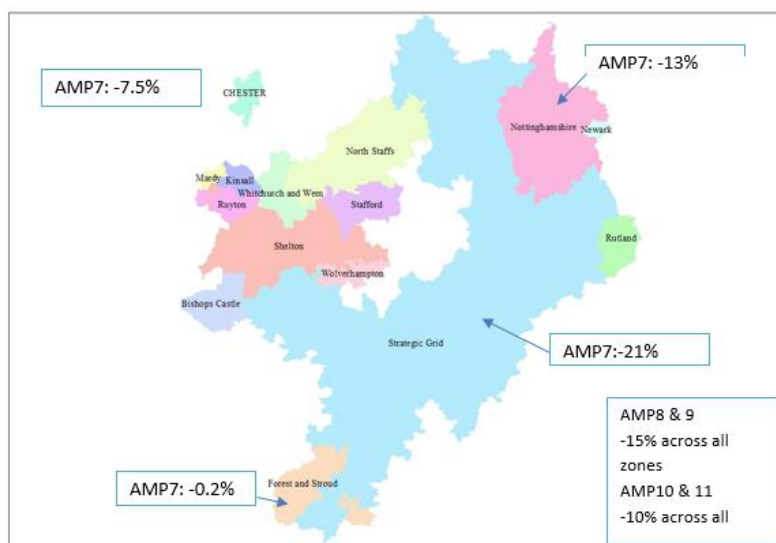 AMP7: -7.5%
AMP7: -13%
CHESTER
Nottinghamshire
Newark
North Staffs
Mardy
Kinsall
Whitchurch and Wem
Ruyton
Stafford
Shelton
Rutland
Wolverhampton
Bishops Castle
Strategic Grid
AMP7:-21%
AMP8 & 9
-15% across all
zones
AMP10 & 11
-10% across all
Forest and Stroud
AMP7: -0.2%